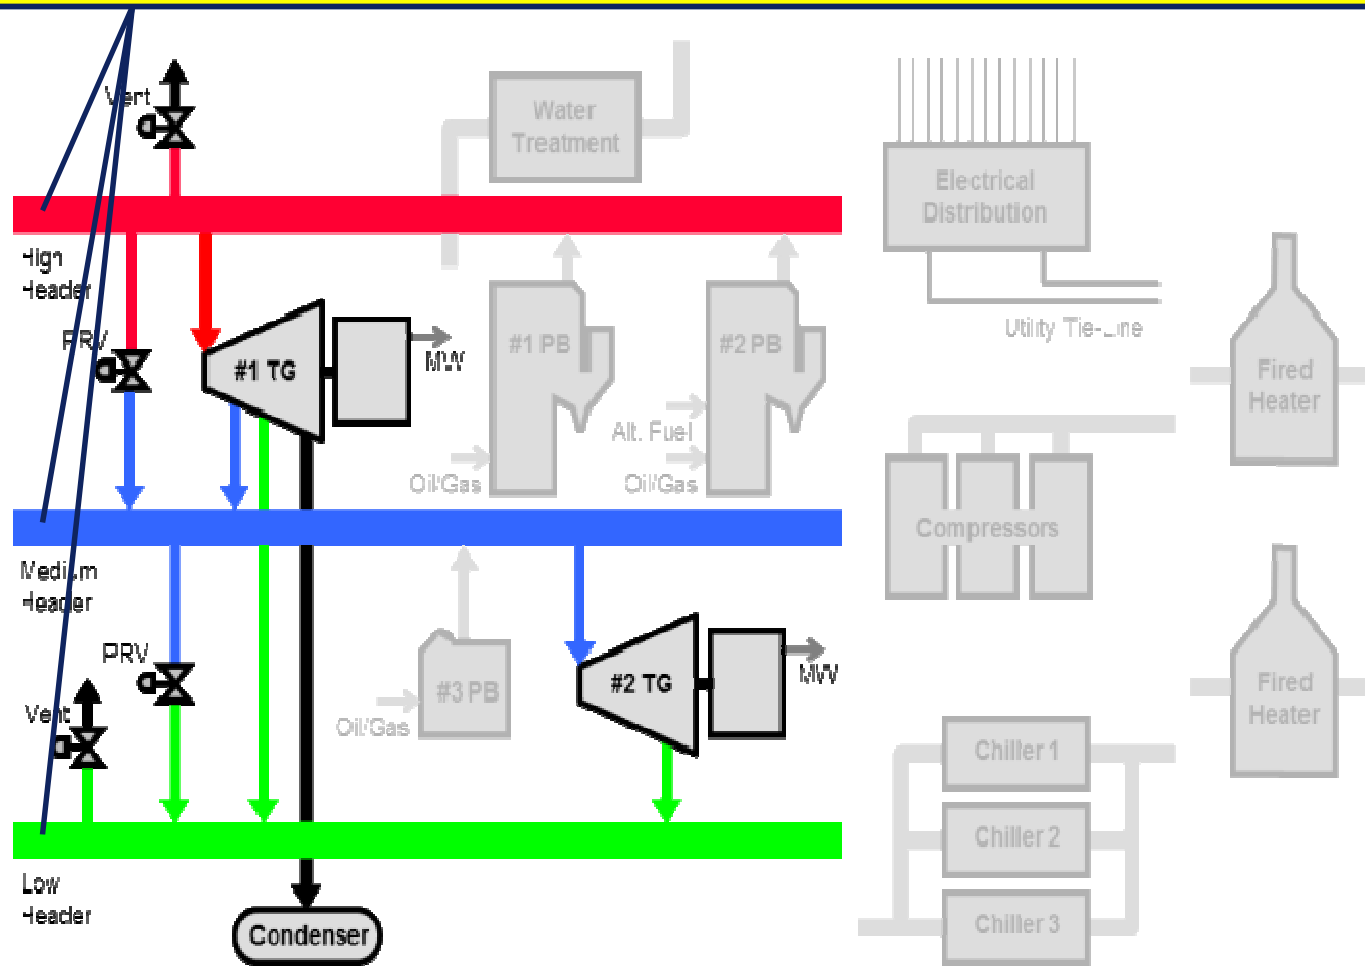 Vent
Water
Treatment
Electrical
Distribution
High
Header
Utility Tie-Line
PRV
#1 TG
MW
#1 PB
#2 PB
Fired
Heater
Alt. Fuel
Oil/Gas
Oil/Gas
Compressors
Medium
Header
PRV
#3 PB
#2 TG
MW
Fired
Heater
Vent
Oil/Gas
Chiller 1
Chiller 2
Low
Header
Chiller 3
Condenser